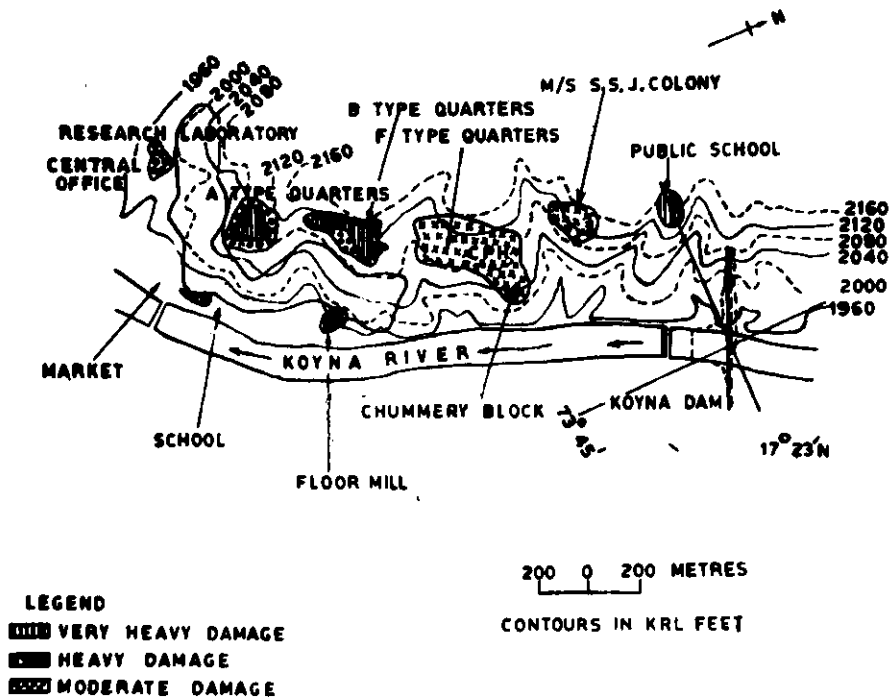 N
1960
2000
2040
2080
M/S S.S.J. COLONY
B TYPE QUARTERS
F TYPE QUARTERS
RESEARCH LABORATORY
CENTRAL
OFFICE
2120
2160
A TYPE QUARTERS
PUBLIC SCHOOL
2160
2120
2080
2040
2000
1960
KOYNA RIVER
MARKET
SCHOOL
FLOOR MILL
CHUMMERY BLOCK
KOYNA DAM
73° 45'
17° 23'N
200 0 200 METRES
CONTOURS IN KRL FEET
LEGEND
VERY HEAVY DAMAGE
HEAVY DAMAGE
MODERATE DAMAGE